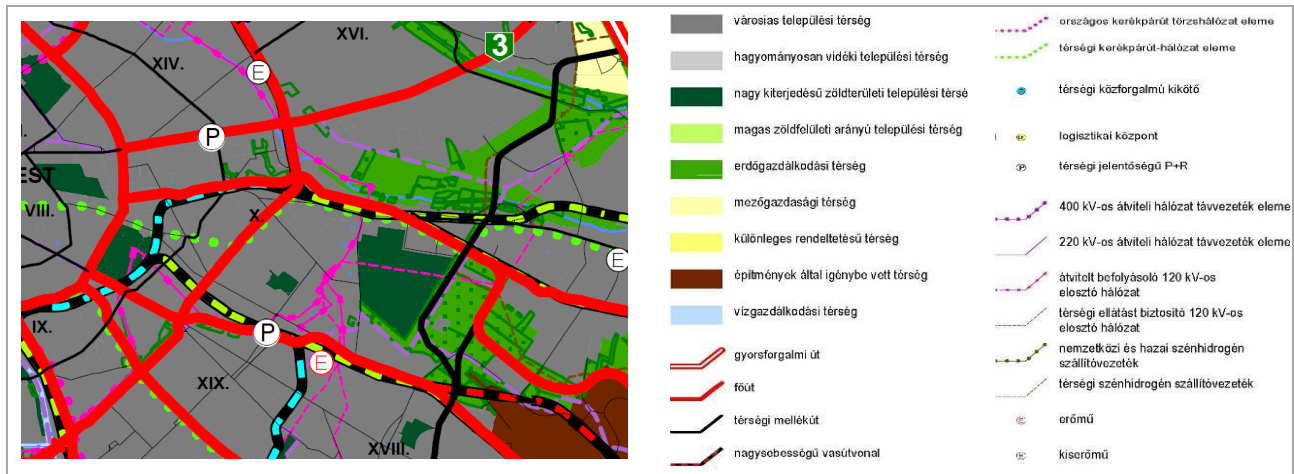 XVI.
XIV.
3
E
P
EST
VIII.
X.
E
IX.
P
E
XIX.
XVIII.
városias települési térség
hagyományosan vidéki települési térség
nagy kiterjedésű zöldterületi települési térsé
magas zöldfelületi arányú települési térség
erdőgazdálkodási térség
mezőgazdasági térség
különleges rendeltetésű térség
építmények által igénybe vett térség
vízgazdálkodási térség
gyorsforgalmi út
főút
térségi mellékút
nagysebességű vasútvonal
országos kerékpárút törzshálózat eleme
térségi kerékpárút-hálózat eleme
térségi közforgalmú kikötő
logisztikai központ
P
térségi jelentőségű P+R
400 kV-os átviteli hálózat távvezeték eleme
220 kV-os átviteli hálózat távvezeték eleme
átvitelt befolyásoló 120 kV-os
elosztó hálózat
térségi ellátást biztosító 120 kV-os
elosztó hálózat
nemzetközi és hazai szénhidrogén
szállítóvezeték
térségi szénhidrogén szállítóvezeték
E
erőmű
E
kiserőmű